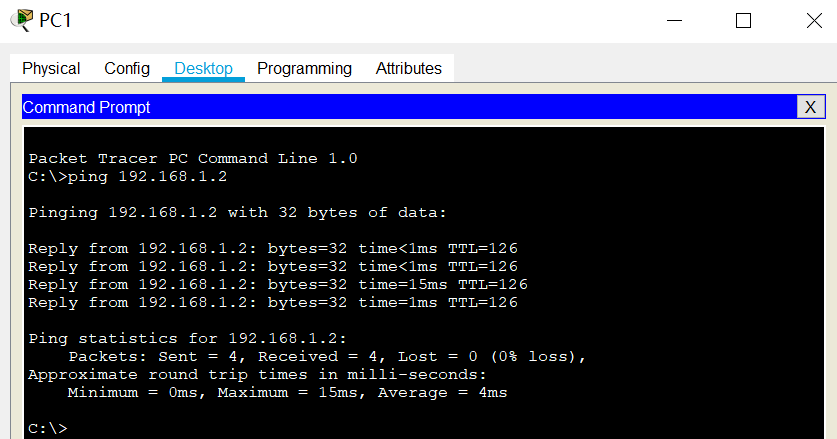 PC1
Physical Config Desktop Programming Attributes
Command Prompt X
Packet Tracer PC Command Line 1.0
C:\>ping 192.168.1.2
Pinging 192.168.1.2 with 32 bytes of data:
Reply from 192.168.1.2: bytes=32 time<1ms TTL=126
Reply from 192.168.1.2: bytes=32 time<1ms TTL=126
Reply from 192.168.1.2: bytes=32 time=15ms TTL=126
Reply from 192.168.1.2: bytes=32 time=1ms TTL=126
Ping statistics for 192.168.1.2:
Packets: Sent = 4, Received = 4, Lost = 0 (0% loss),
Approximate round trip times in milli-seconds:
Minimum = 0ms, Maximum = 15ms, Average = 4ms
C:\>